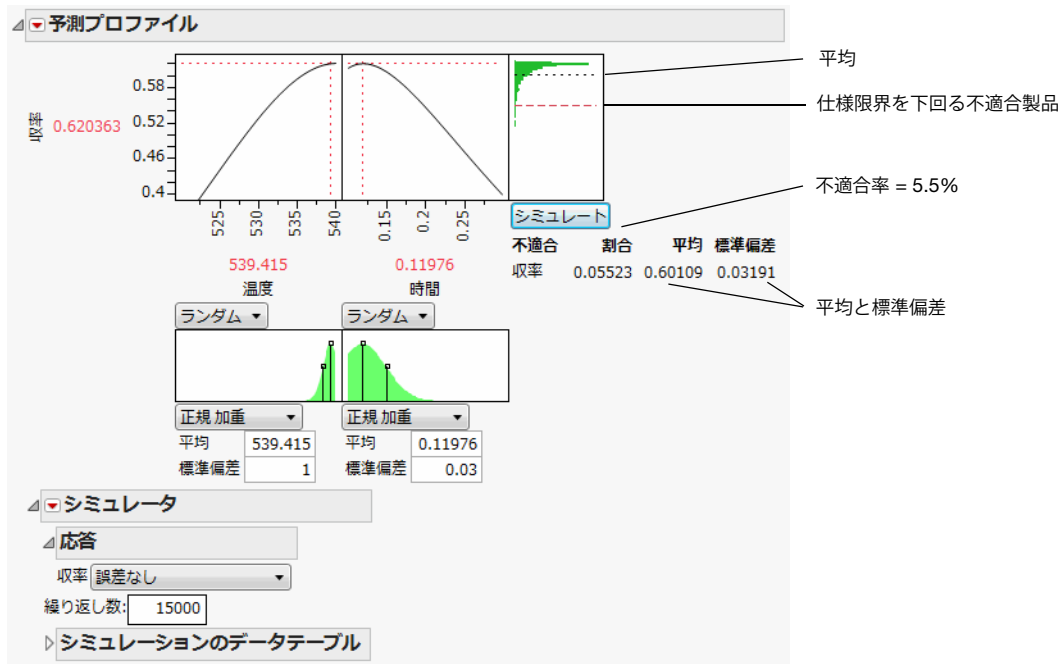 予測プロファイル
平均
仕様限界を下回る不適合製品
不適合率 = 5.5%
平均と標準偏差
収率
0.620363
0.58
0.52
0.46
0.4
525
530
535
540
0.15
0.2
0.25
539.415
0.11976
温度
時間
シミュレート
不適合 割合 平均 標準偏差
収率 0.05523 0.60109 0.03191
ランダム ランダム
正規 加重 正規 加重
平均 539.415 平均 0.11976
標準偏差 1 標準偏差 0.03
シミュレータ
応答
収率 誤差なし
繰り返し数: 15000
シミュレーションのデータテーブル